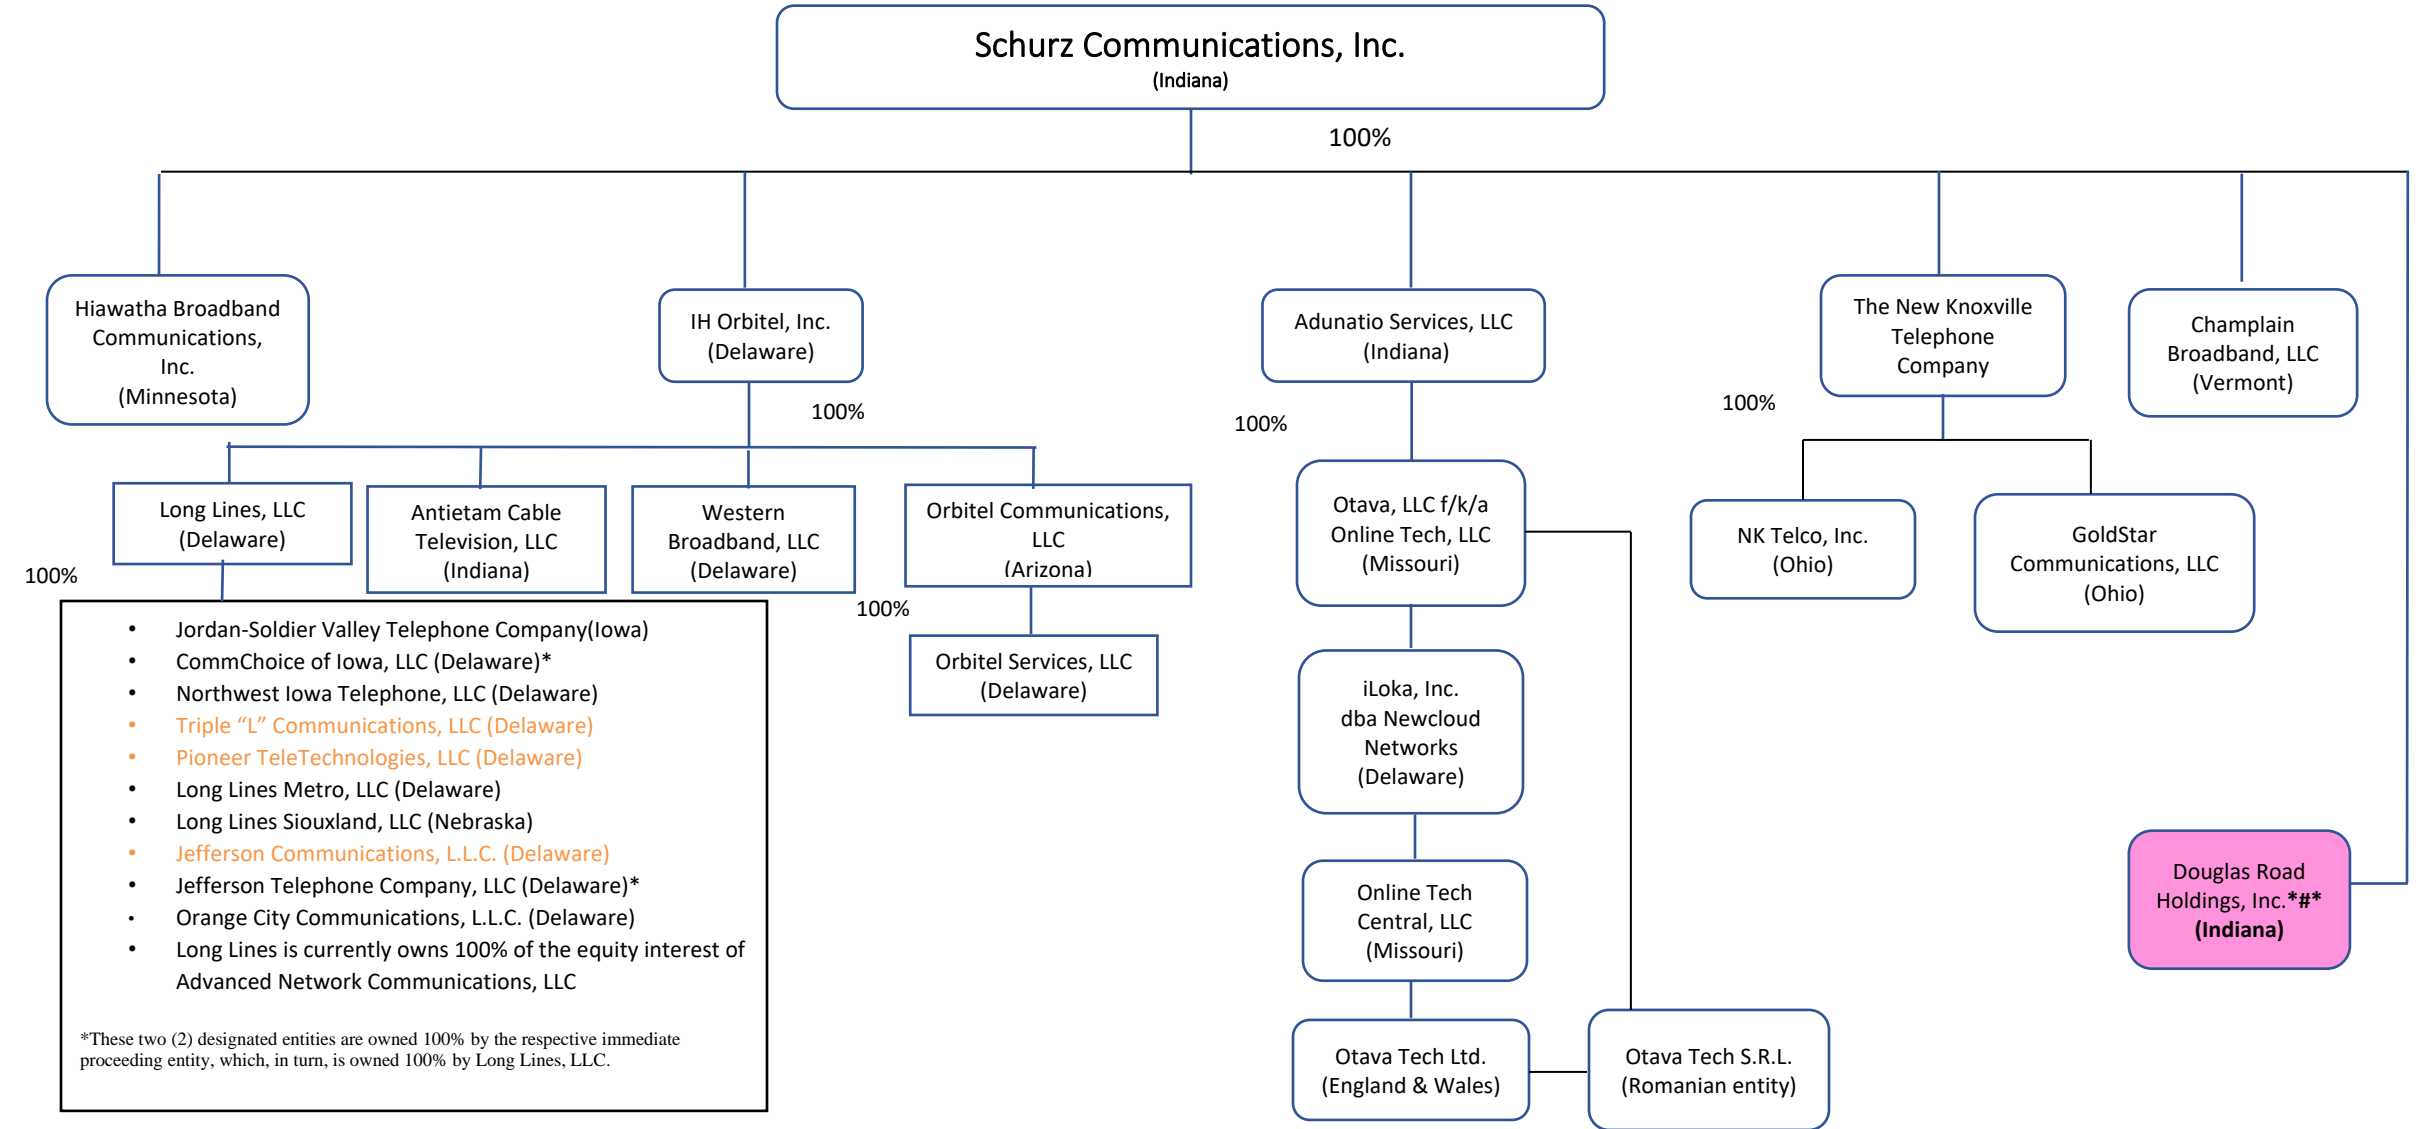 Schurz Communications, Inc.
(Indiana)
100%
Hiawatha Broadband
Communications,
Inc.
(Minnesota)
IH Orbitel, Inc.
(Delaware)
Adunatio Services, LLC
(Indiana)
The New Knoxville
Telephone
Company
Champlain
Broadband, LLC
(Vermont)
100%
100%
100%
Long Lines, LLC
(Delaware)
Antietam Cable
Television, LLC
(Indiana)
Western
Broadband, LLC
(Delaware)
Orbitel Communications,
LLC
(Arizona)
Otava, LLC f/k/a
Online Tech, LLC
(Missouri)
NK Telco, Inc.
(Ohio)
GoldStar
Communications, LLC
(Ohio)
100%
100%
• Jordan-Soldier Valley Telephone Company(Iowa)
• CommChoice of Iowa, LLC (Delaware)*
• Northwest Iowa Telephone, LLC (Delaware)
• Triple “L” Communications, LLC (Delaware)
• Pioneer TeleTechnologies, LLC (Delaware)
• Long Lines Metro, LLC (Delaware)
• Long Lines Siouxland, LLC (Nebraska)
• Jefferson Communications, L.L.C. (Delaware)
• Jefferson Telephone Company, LLC (Delaware)*
• Orange City Communications, L.L.C. (Delaware)
• Long Lines is currently owns 100% of the equity interest of
Advanced Network Communications, LLC
*These two (2) designated entities are owned 100% by the respective immediate
proceeding entity, which, in turn, is owned 100% by Long Lines, LLC.
Orbitel Services, LLC
(Delaware)
iLoka, Inc.
dba Newcloud
Networks
(Delaware)
Online Tech
Central, LLC
(Missouri)
Douglas Road
Holdings, Inc.*#*
(Indiana)
Otava Tech Ltd.
(England & Wales)
Otava Tech S.R.L.
(Romanian entity)